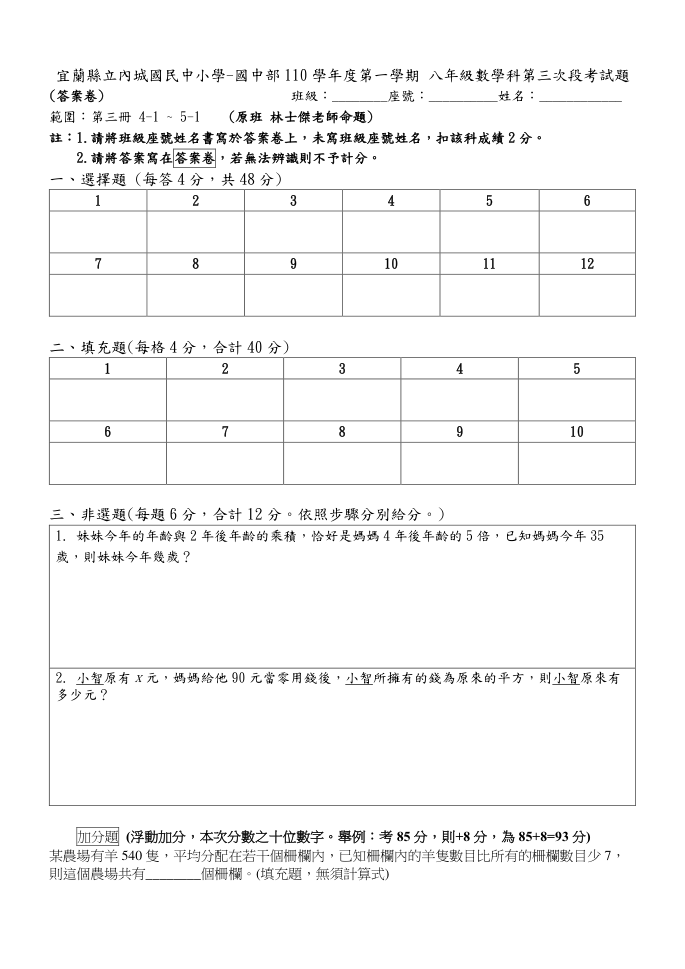 宜蘭縣立內城國民中小學-國中部 110 學年度第一學期 八年級數學科第三次段考試題
(答案卷) 班級：________座號：__________姓名：____________
範圍：第三冊 4-1 ~ 5-1 (原班 林士傑老師命題)
註：1.請將班級座號姓名書寫於答案卷上，未寫班級座號姓名，扣該科成績 2 分。
2.請將答案寫在答案卷，若無法辨識則不予計分。
一、選擇題 (每答 4 分，共 48 分)
1 2 3 4 5 6
7 8 9 10 11 12
二、填充題(每格 4 分，合計 40 分)
1 2 3 4 5
6 7 8 9 10
三、非選題(每題 6 分，合計 12 分。依照步驟分別給分。)
1. 妹妹今年的年齡與 2 年後年齡的乘積，恰好是媽媽 4 年後年齡的 5 倍，已知媽媽今年 35
歲，則妹妹今年幾歲？
2. 小智原有 x 元，媽媽給他 90 元當零用錢後，小智所擁有的錢為原來的平方，則小智原來有
多少元？
加分題 (浮動加分，本次分數之十位數字。舉例：考 85 分，則+8 分，為 85+8=93 分)
某農場有羊 540 隻，平均分配在若干個柵欄內，已知柵欄內的羊隻數目比所有的柵欄數目少 7，
則這個農場共有________個柵欄。(填充題，無須計算式)